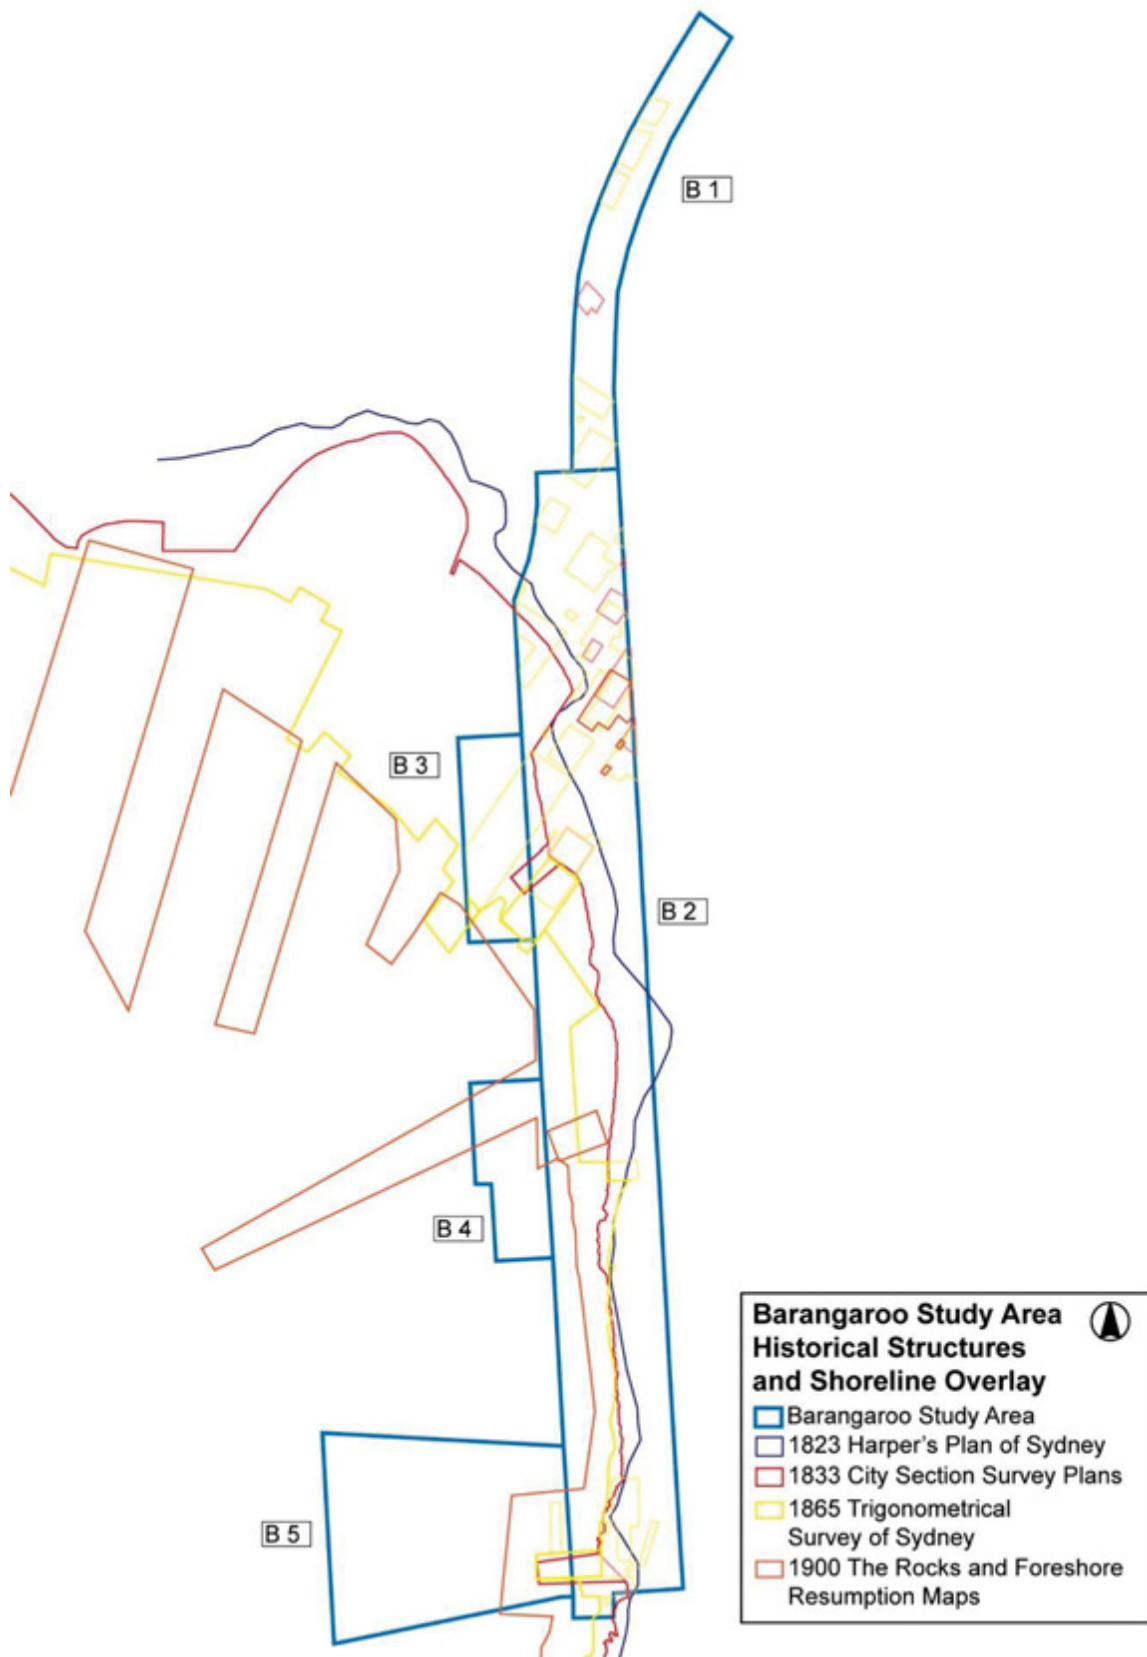 B 1
B 3
B 2
B 4
B 5
Barangaroo Study Area
Historical Structures
and Shoreline Overlay
Barangaroo Study Area
1823 Harper's Plan of Sydney
1833 City Section Survey Plans
1865 Trigonometrical
Survey of Sydney
1900 The Rocks and Foreshore
Resumption Maps